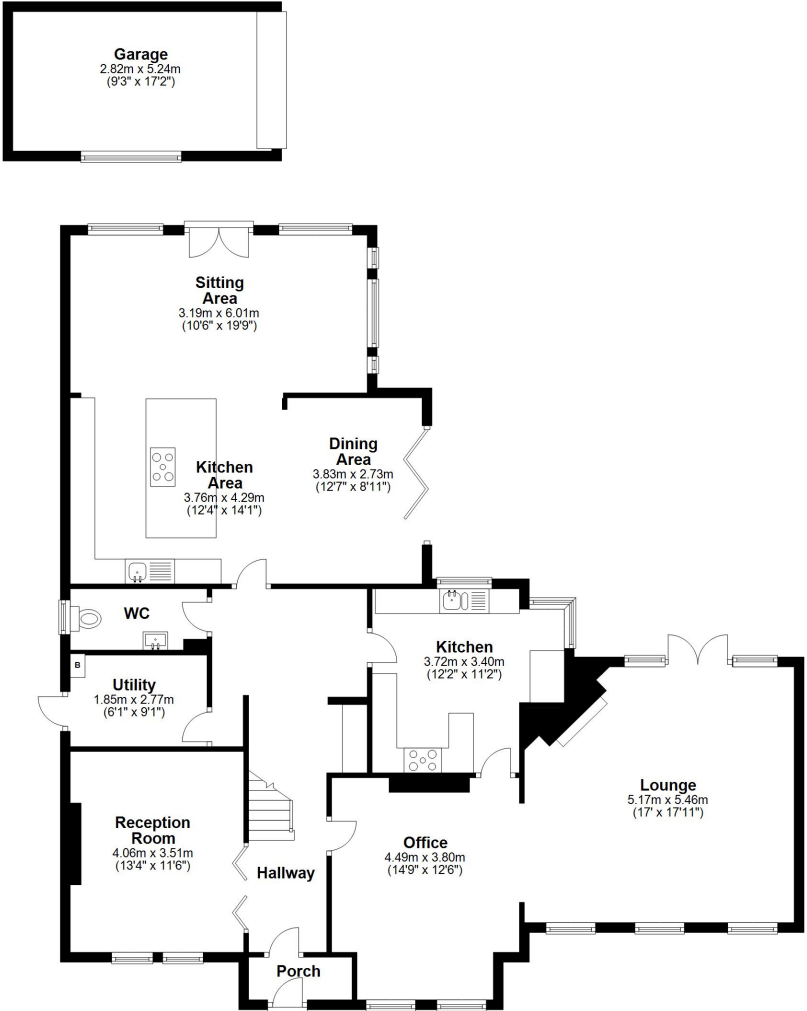 Garage
2.82m x 5.24m
(9'3" x 17'2")
Sitting
Area
3.19m x 6.01m
(10'6" x 19'9")
Dining
Area
3.83m x 2.73m
(12'7" x 8'11")
Kitchen
Area
3.76m x 4.29m
(12'4" x 14'1")
WC
Kitchen
3.72m x 3.40m
(12'2" x 11'2")
B
Utility
1.85m x 2.77m
(6'1" x 9'1")
Lounge
5.17m x 5.46m
(17' x 17'11")
Reception
Room
4.06m x 3.51m
(13'4" x 11'6")
Office
4.49m x 3.80m
(14'9" x 12'6")
Hallway
Porch